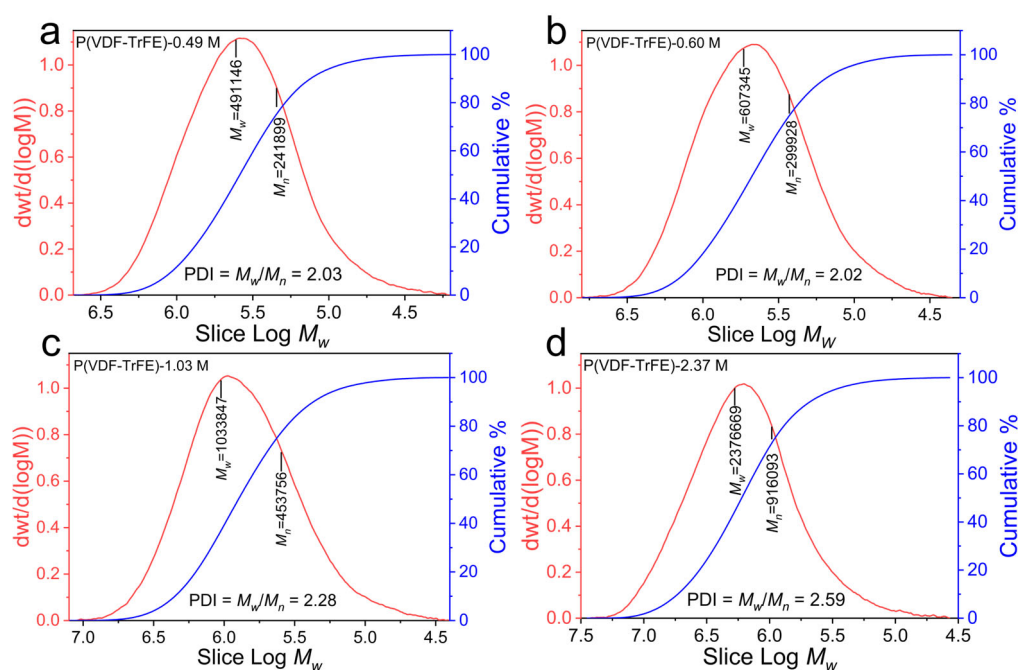 a
P(VDF-TrFE)-0.49 M
dwt/d(logM))
1.0
0.8
0.6
0.4
0.2
0.0
Mw=491146
Mn=241899
PDI = Mw/Mn = 2.03
100
80
60
40
20
0
Cumulative %
6.5 6.0 5.5 5.0 4.5
Slice Log Mw
b
P(VDF-TrFE)-0.60 M
dwt/d(logM))
1.0
0.8
0.6
0.4
0.2
0.0
Mw=607345
Mn=299928
PDI = Mw/Mn = 2.02
100
80
60
40
20
0
Cumulative %
6.5 6.0 5.5 5.0 4.5
Slice Log MW
c
P(VDF-TrFE)-1.03 M
dwt/d(logM))
1.0
0.8
0.6
0.4
0.2
0.0
Mw=1033847
Mn=453756
PDI = Mw/Mn = 2.28
100
80
60
40
20
0
Cumulative %
7.0 6.5 6.0 5.5 5.0 4.5
Slice Log Mw
d
P(VDF-TrFE)-2.37 M
dwt/d(logM))
1.0
0.8
0.6
0.4
0.2
0.0
Mw=2376669
Mn=916093
PDI = Mw/Mn = 2.59
100
80
60
40
20
0
Cumulative %
7.5 7.0 6.5 6.0 5.5 5.0 4.5
Slice Log Mw